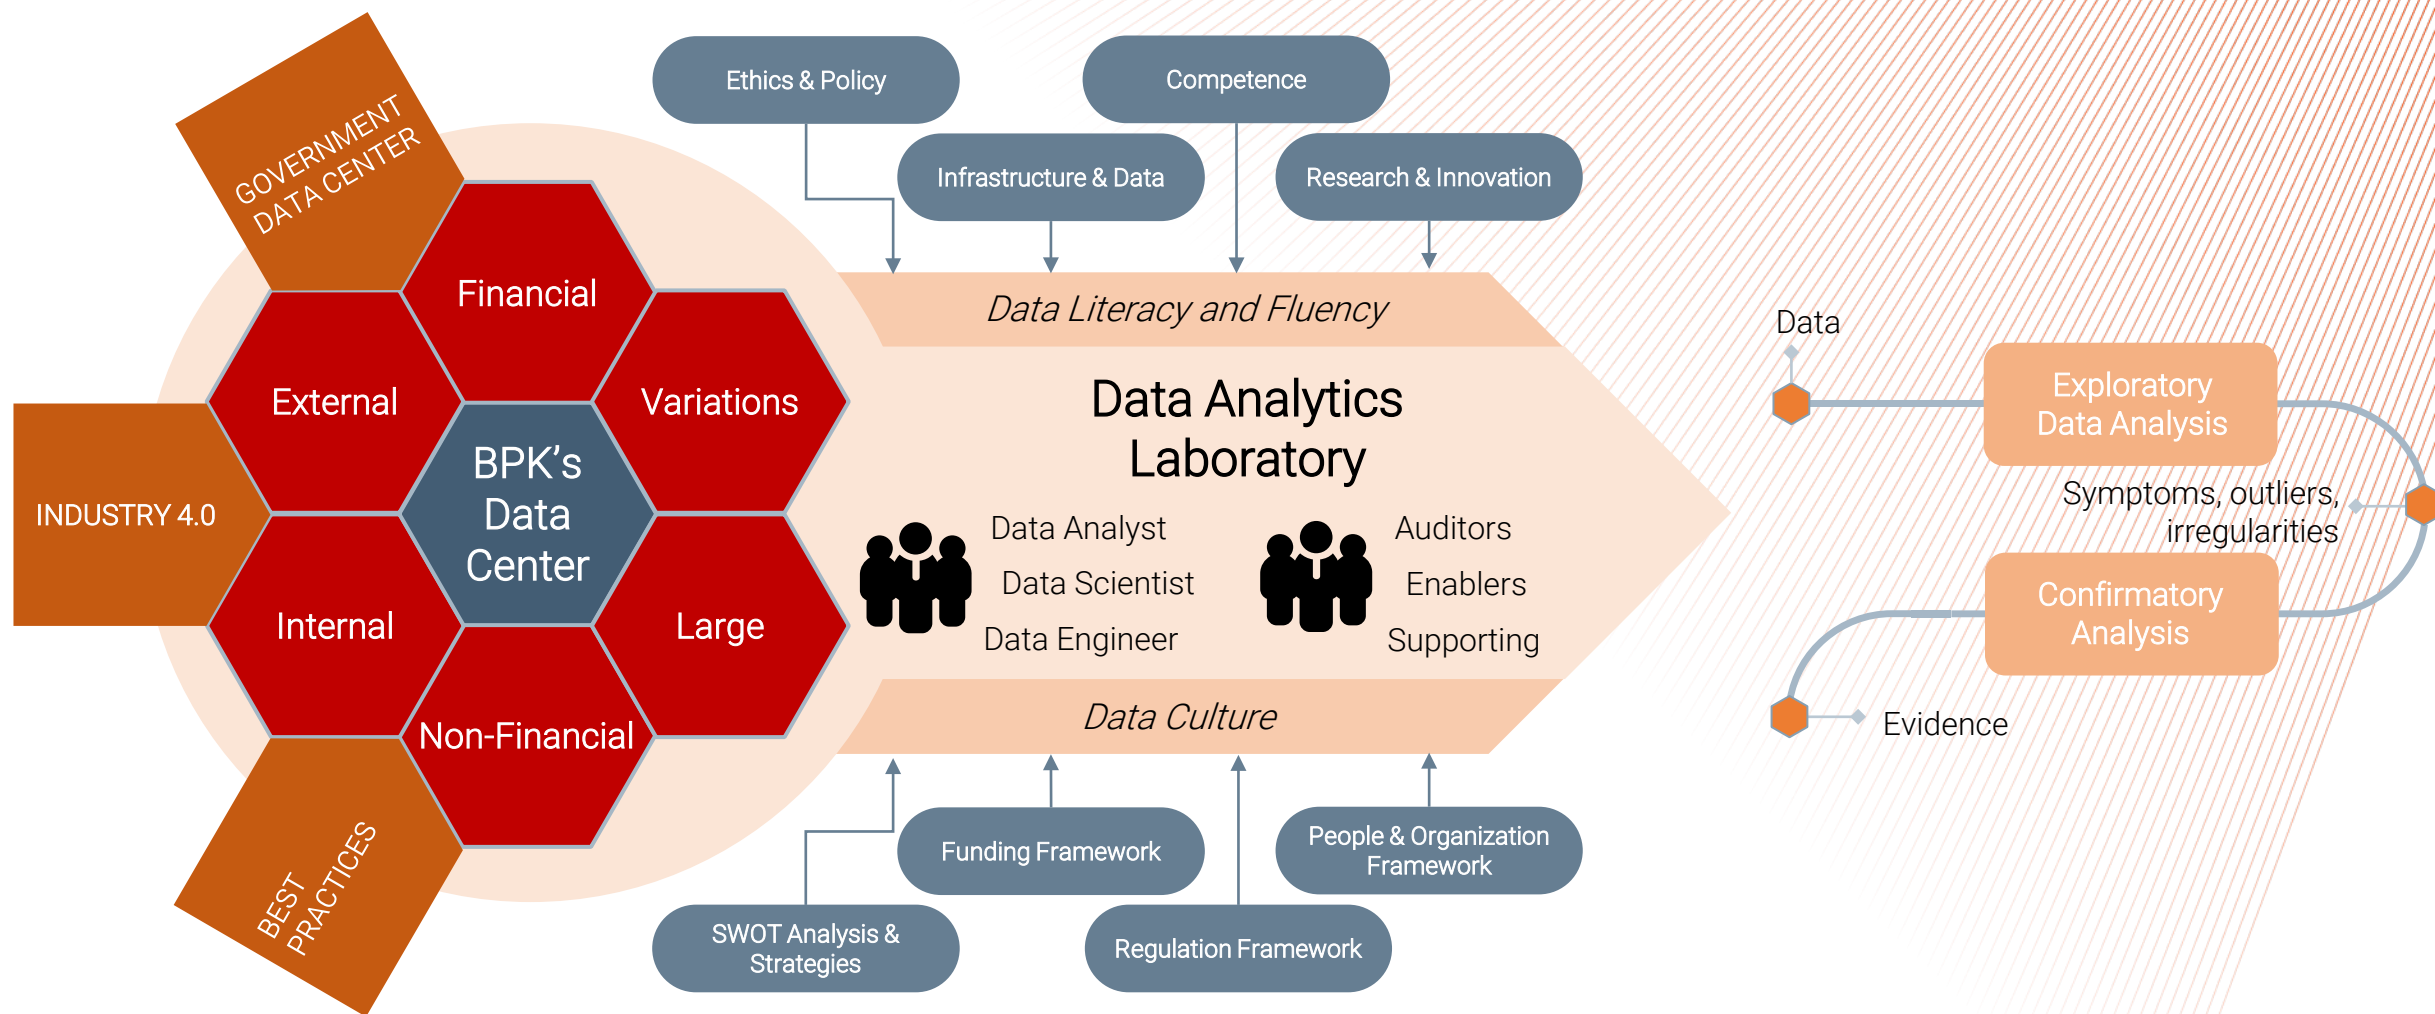 GOVERNMENT
DATA CENTER
INDUSTRY 4.0
BEST
PRACTICES
Financial
External
Variations
BPK’s
Data
Center
Internal
Large
Non-Financial
Ethics & Policy
Competence
Infrastructure & Data
Research & Innovation
Data Literacy and Fluency
Data Analytics
Laboratory
Data Analyst
Data Scientist
Data Engineer
Auditors
Enablers
Supporting
Data Culture
Funding Framework
People & Organization
Framework
SWOT Analysis &
Strategies
Regulation Framework
Data
Exploratory
Data Analysis
Symptoms, outliers,
irregularities
Confirmatory
Analysis
Evidence